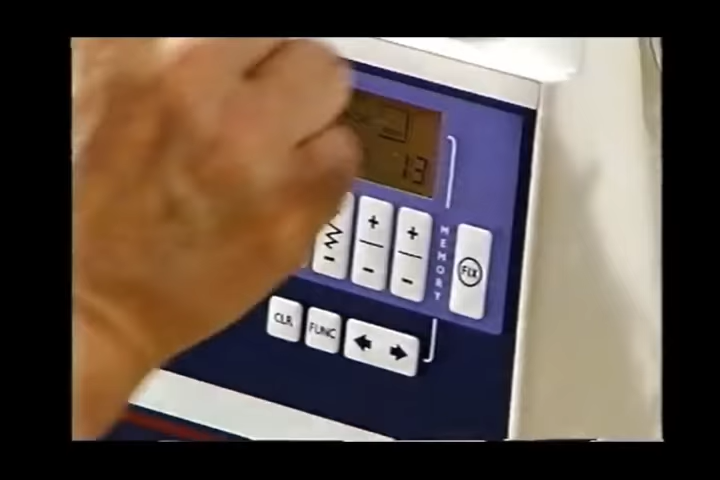 13
+ +
- - -
MEMORY
FIX
CLR FUNC